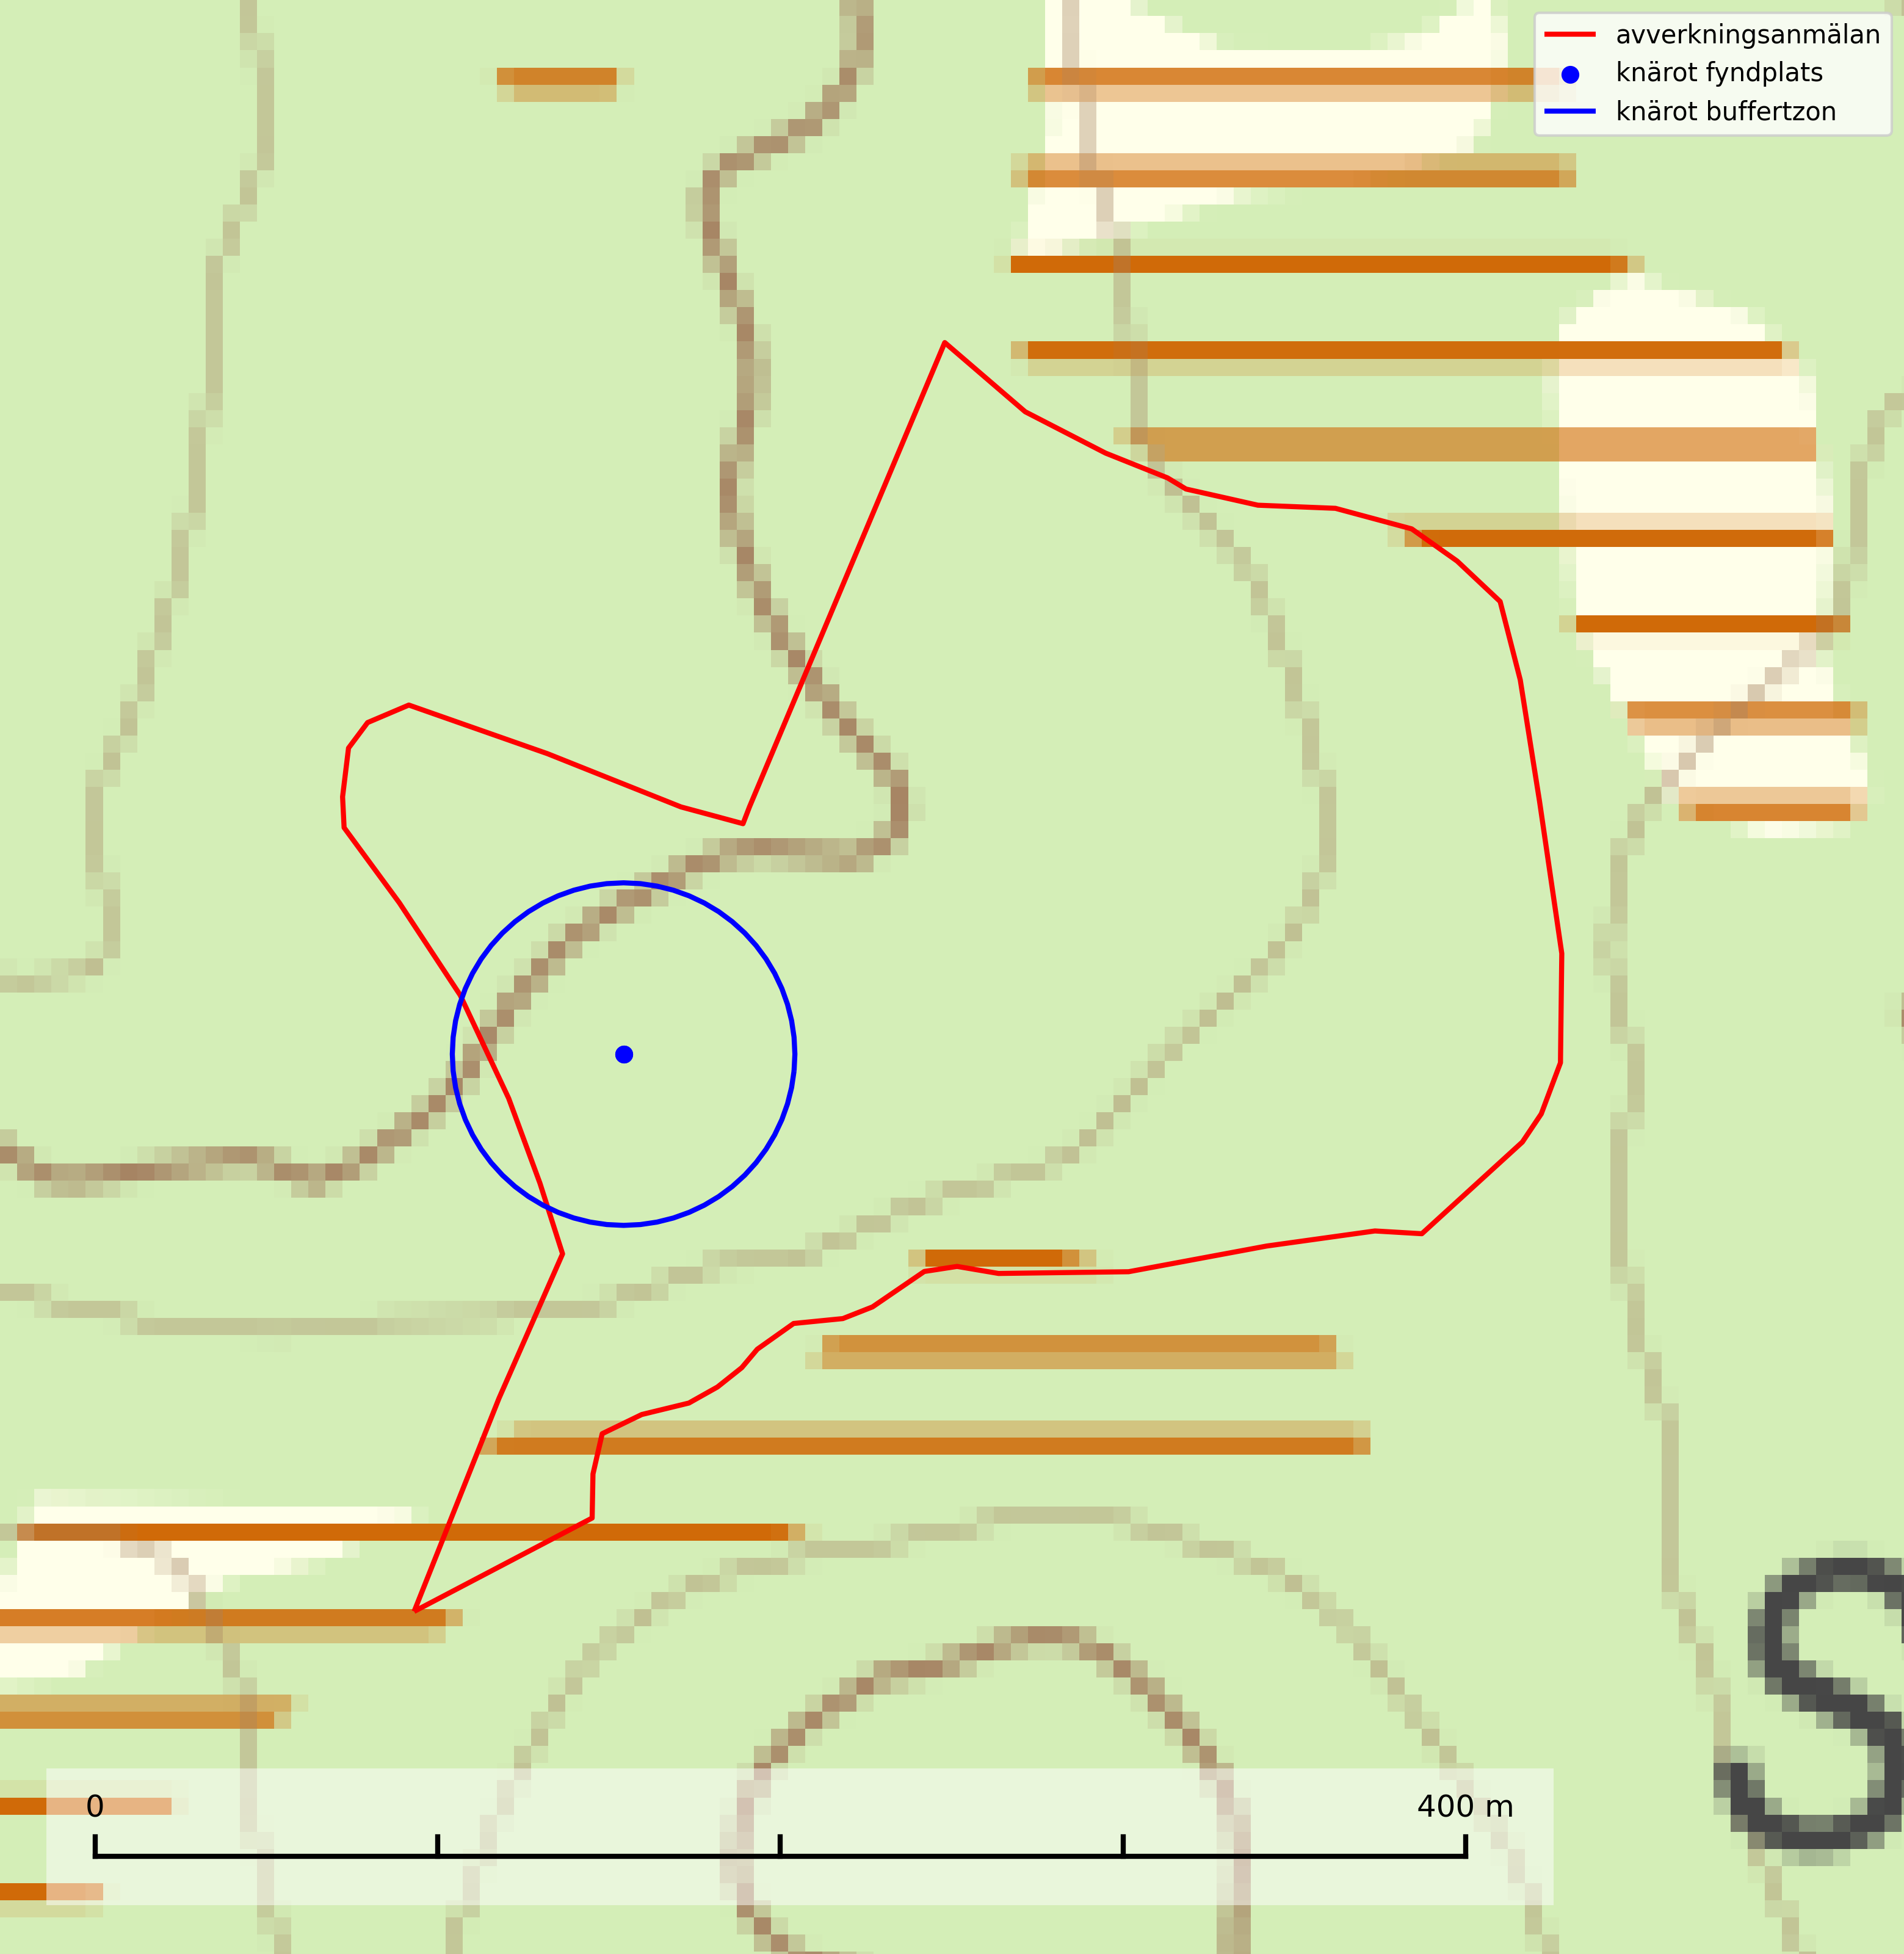 avverkningsanmälan
knärot fyndplats
knärot buffertzon
S
0 400 m